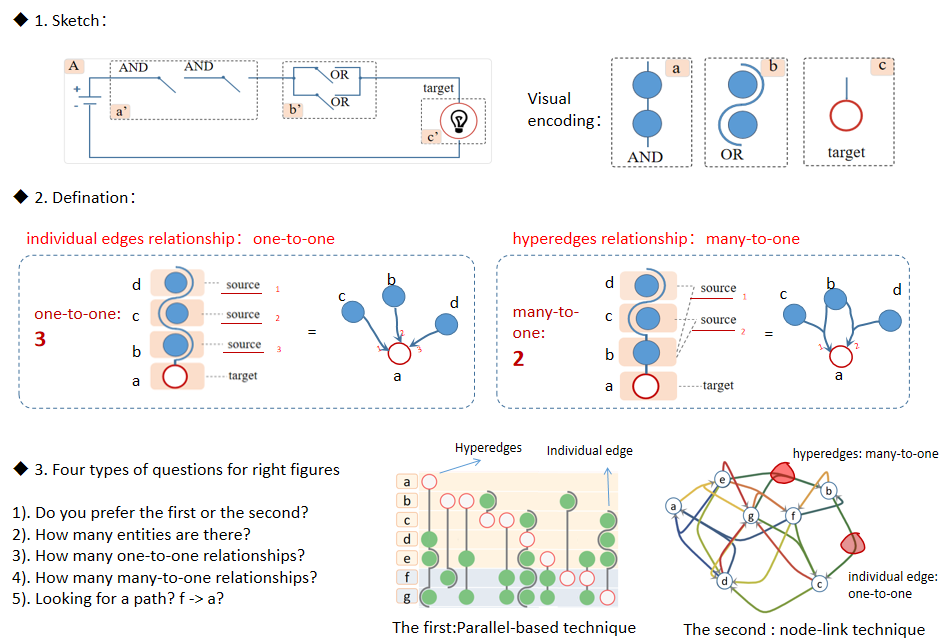 ◆ 1. Sketch：
A
AND
AND
OR
OR
+
-
a'
b'
target
c'
Visual
encoding：
a
AND
b
OR
c
target
◆ 2. Defination：
individual edges relationship：one-to-one
one-to-one:
3
d
source
1
c
source
2
b
source
3
a
target
=
c
b
d
1
2
3
a
hyperedges relationship：many-to-one
many-to-
one:
2
d
source
1
c
source
2
b
a
target
=
c
b
d
1
2
a
◆ 3. Four types of questions for right figures
1). Do you prefer the first or the second?
2). How many entities are there?
3). How many one-to-one relationships?
4). How many many-to-one relationships?
5). Looking for a path? f -> a?
Hyperedges
Individual edge
a
b
c
d
e
f
g
The first:Parallel-based technique
hyperedges: many-to-one
e
b
a
g
f
d
c
individual edge:
one-to-one
The second : node-link technique